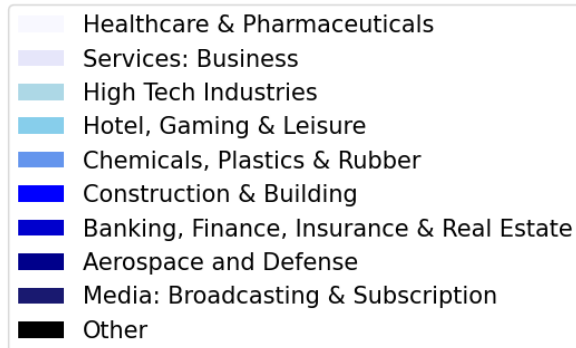 Healthcare & Pharmaceuticals
Services: Business
High Tech Industries
Hotel, Gaming & Leisure
Chemicals, Plastics & Rubber
Construction & Building
Banking, Finance, Insurance & Real Estate
Aerospace and Defense
Media: Broadcasting & Subscription
Other